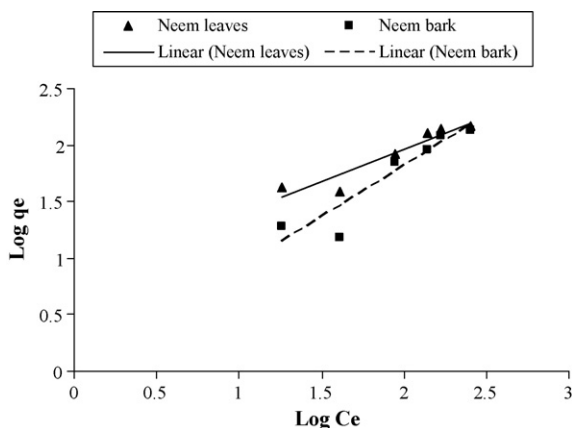 Neem leaves Neem bark
Linear (Neem leaves) Linear (Neem bark)
2.5
2
1.5
1
0.5
0
Log qe
0 0.5 1 1.5 2 2.5 3
Log Ce